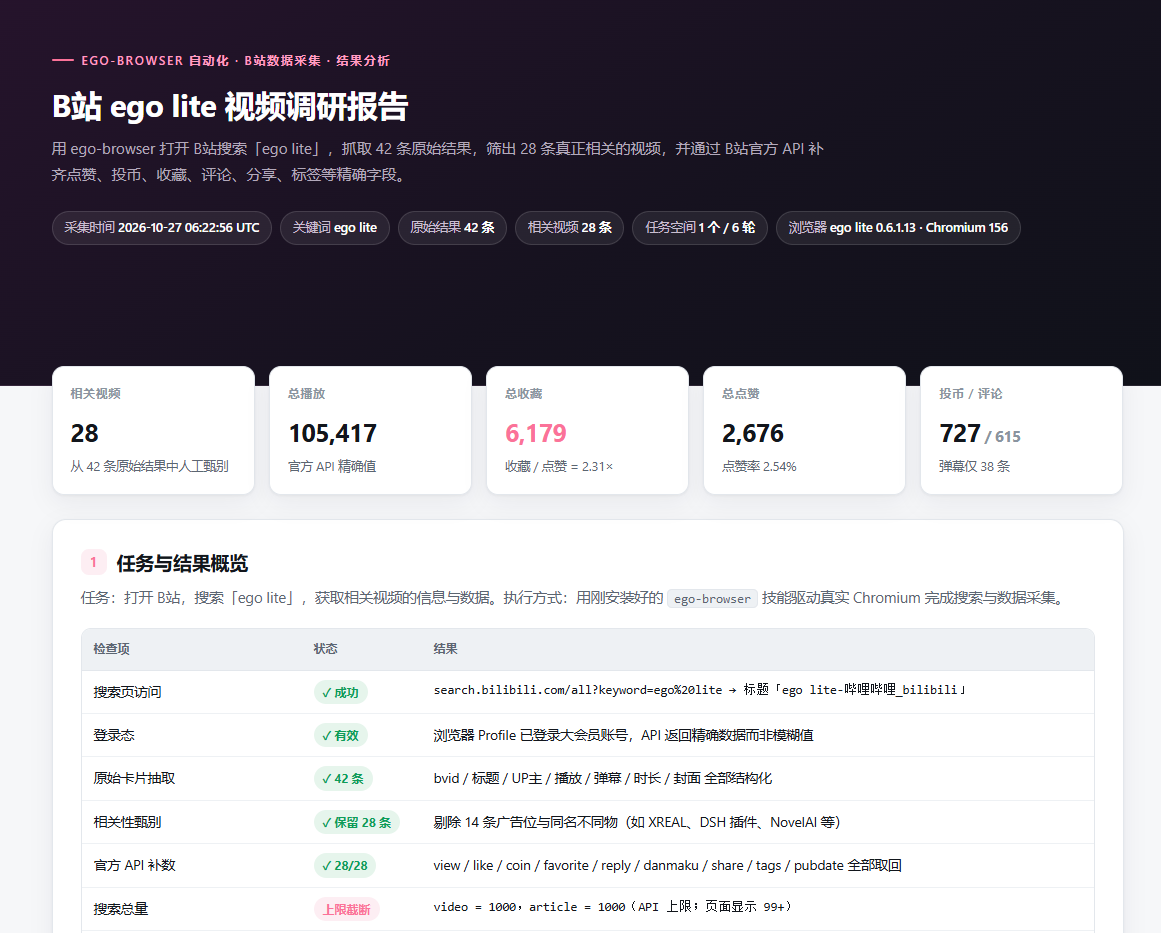 EGO-BROWSER 自动化 · B站数据采集 · 结果分析
B站 ego lite 视频调研报告
用 ego-browser 打开 B站搜索「ego lite」，抓取 42 条原始结果，筛出 28 条真正相关的视频，并通过 B站官方 API 补
齐点赞、投币、收藏、评论、分享、标签等精确字段。
采集时间 2026-10-27 06:22:56 UTC 关键词 ego lite 原始结果 42 条 相关视频 28 条 任务空间 1 个 / 6 轮 浏览器 ego lite 0.6.1.13 · Chromium 156
相关视频 总播放 总收藏 总点赞 投币 / 评论
28 105,417 6,179 2,676 727 / 615
从 42 条原始结果中人工甄别 官方 API 精确值 收藏 / 点赞 = 2.31× 点赞率 2.54% 弹幕仅 38 条
1 任务与结果概览
任务：打开 B站，搜索「ego lite」，获取相关视频的信息与数据。执行方式：用刚安装好的 ego-browser 技能驱动真实 Chromium 完成搜索与数据采集。
检查项 状态 结果
搜索页访问 ✓ 成功 search.bilibili.com/all?keyword=ego%20lite → 标题「ego lite-哔哩哔哩_bilibili」
登录态 ✓ 有效 浏览器 Profile 已登录大会员账号，API 返回精确数据而非模糊值
原始卡片抽取 ✓ 42 条 bvid / 标题 / UP主 / 播放 / 弹幕 / 时长 / 封面 全部结构化
相关性甄别 ✓ 保留 28 条 剔除 14 条广告位与同名不同物（如 XREAL、DSH 插件、NovelAI 等）
官方 API 补数 ✓ 28/28 view / like / coin / favorite / reply / danmaku / share / tags / pubdate 全部取回
搜索总量 上限截断 video = 1000，article = 1000（API 上限；页面显示 99+）